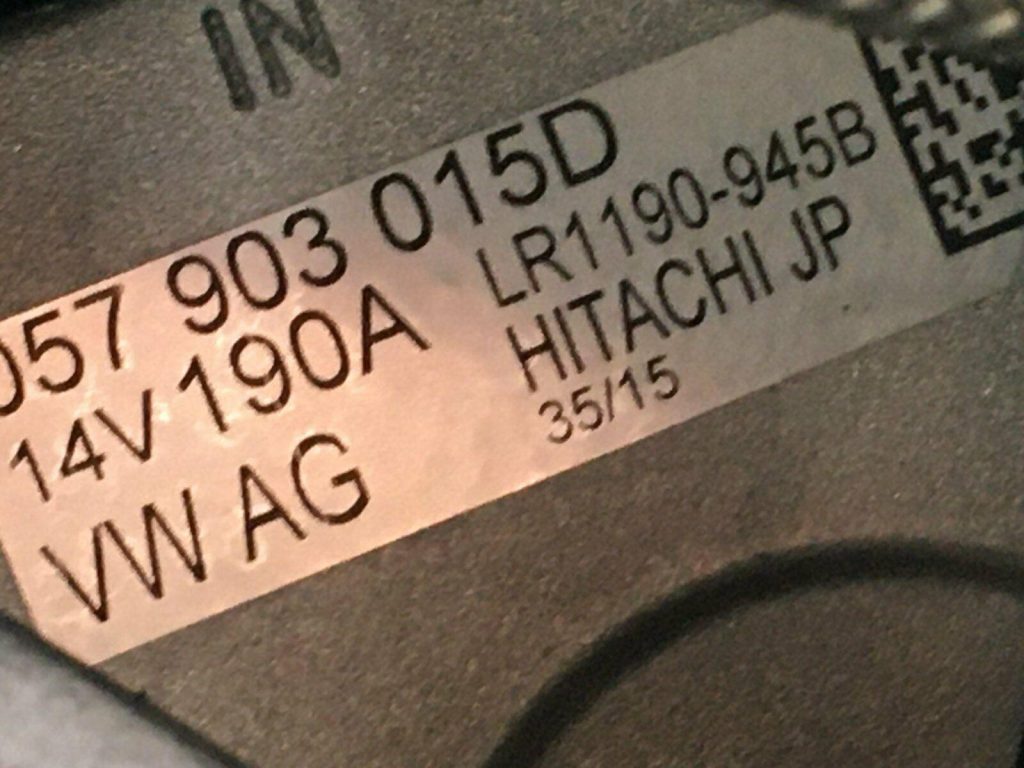 IN
057 903 015D
14V 190A
VW AG
LR1190-945B
HITACHI JP
35/15